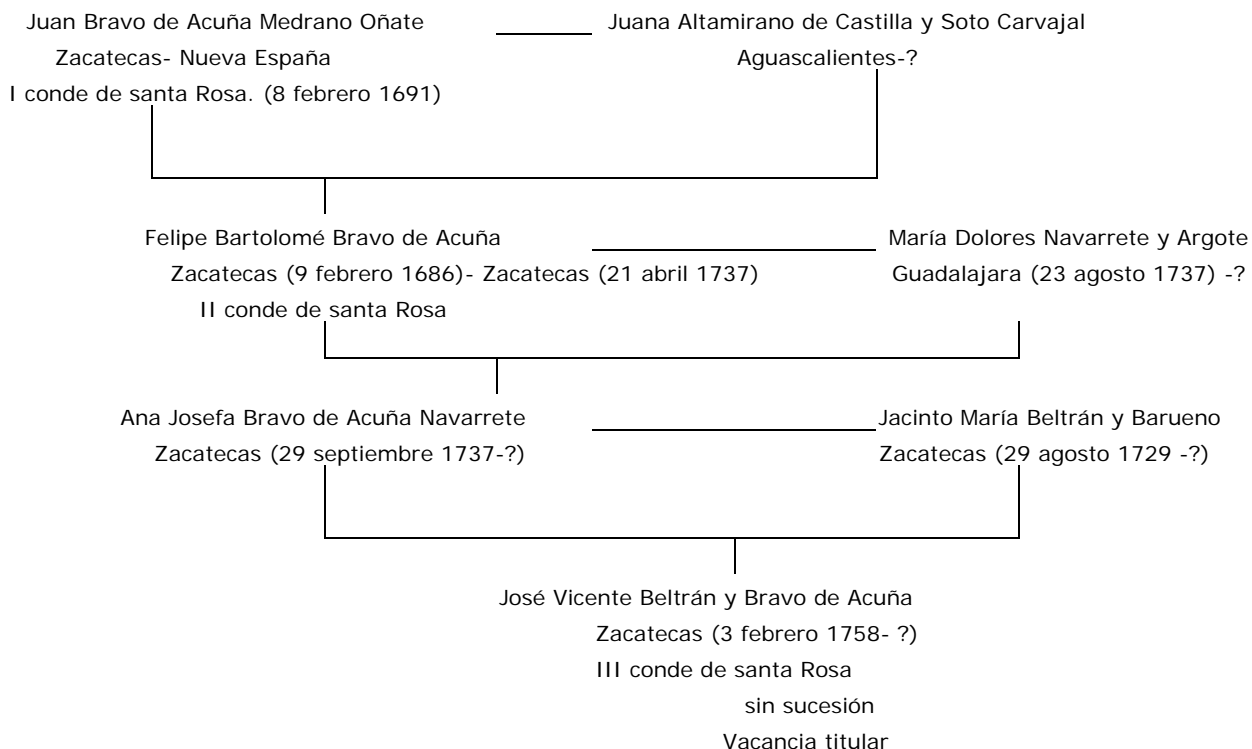 Juan Bravo de Acuña Medrano Oñate
Juana Altamirano de Castilla y Soto Carvajal
Zacatecas- Nueva España
Aguascalientes-?
I conde de santa Rosa. (8 febrero 1691)
Felipe Bartolomé Bravo de Acuña
María Dolores Navarrete y Argote
Zacatecas (9 febrero 1686)- Zacatecas (21 abril 1737)
Guadalajara (23 agosto 1737) -?
II conde de santa Rosa
Ana Josefa Bravo de Acuña Navarrete
Jacinto María Beltrán y Barueno
Zacatecas (29 septiembre 1737-?)
Zacatecas (29 agosto 1729 -?)
José Vicente Beltrán y Bravo de Acuña
Zacatecas (3 febrero 1758- ?)
III conde de santa Rosa
sin sucesión
Vacancia titular